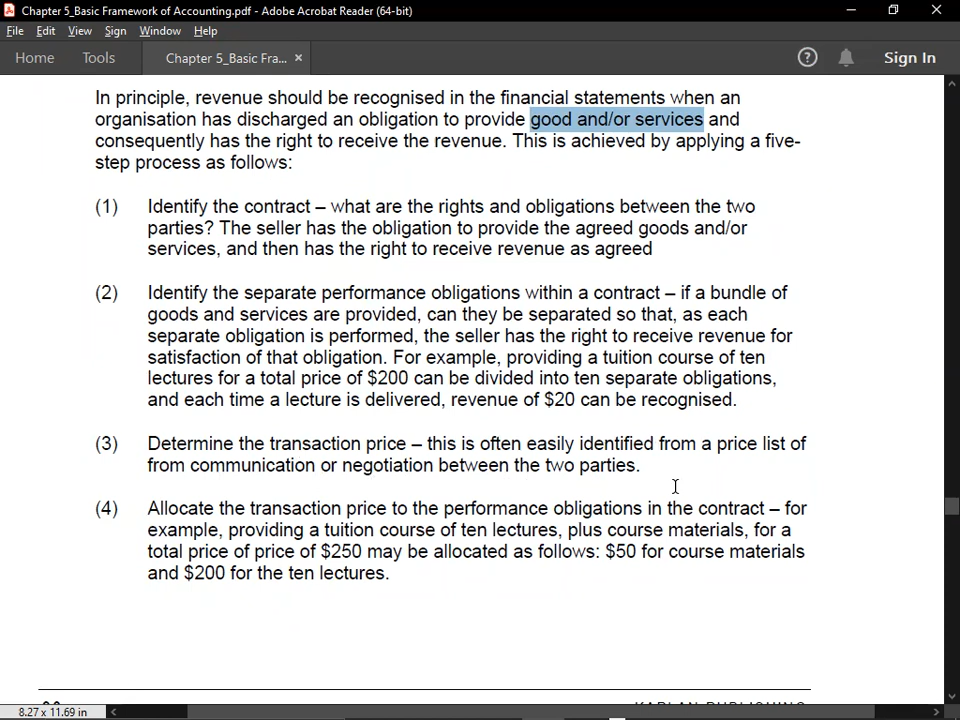 Chapter 5_Basic Framework of Accounting.pdf - Adobe Acrobat Reader (64-bit)
File Edit View Sign Window Help
Home Tools Chapter 5_Basic Fra... × ? Sign In
In principle, revenue should be recognised in the financial statements when an
organisation has discharged an obligation to provide good and/or services and
consequently has the right to receive the revenue. This is achieved by applying a five-
step process as follows:
(1) Identify the contract – what are the rights and obligations between the two
parties? The seller has the obligation to provide the agreed goods and/or
services, and then has the right to receive revenue as agreed
(2) Identify the separate performance obligations within a contract – if a bundle of
goods and services are provided, can they be separated so that, as each
separate obligation is performed, the seller has the right to receive revenue for
satisfaction of that obligation. For example, providing a tuition course of ten
lectures for a total price of $200 can be divided into ten separate obligations,
and each time a lecture is delivered, revenue of $20 can be recognised.
(3) Determine the transaction price – this is often easily identified from a price list of
from communication or negotiation between the two parties.
(4) Allocate the transaction price to the performance obligations in the contract – for
example, providing a tuition course of ten lectures, plus course materials, for a
total price of price of $250 may be allocated as follows: $50 for course materials
and $200 for the ten lectures.
KAPLAN PUBLISHING
8.27 x 11.69 in